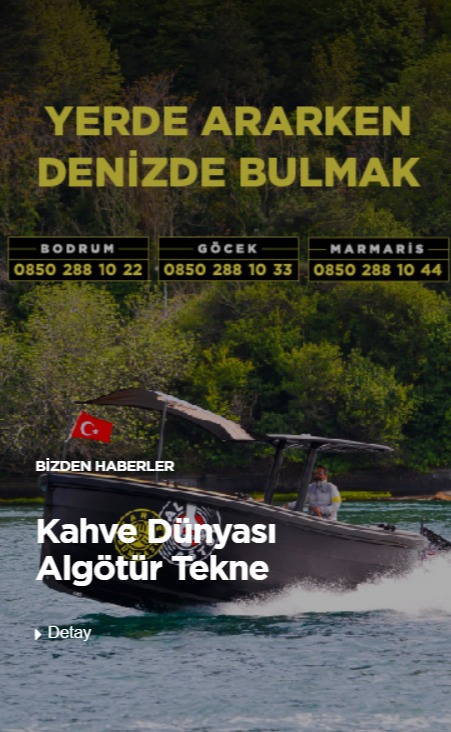 YERDE ARARKEN
DENİZDE BULMAK
BODRUM
0850 288 10 22
GÖCEK
0850 288 10 33
MARMARİS
0850 288 10 44
BİZDEN HABERLER
Kahve Dünyası
Algötür Tekne
Detay